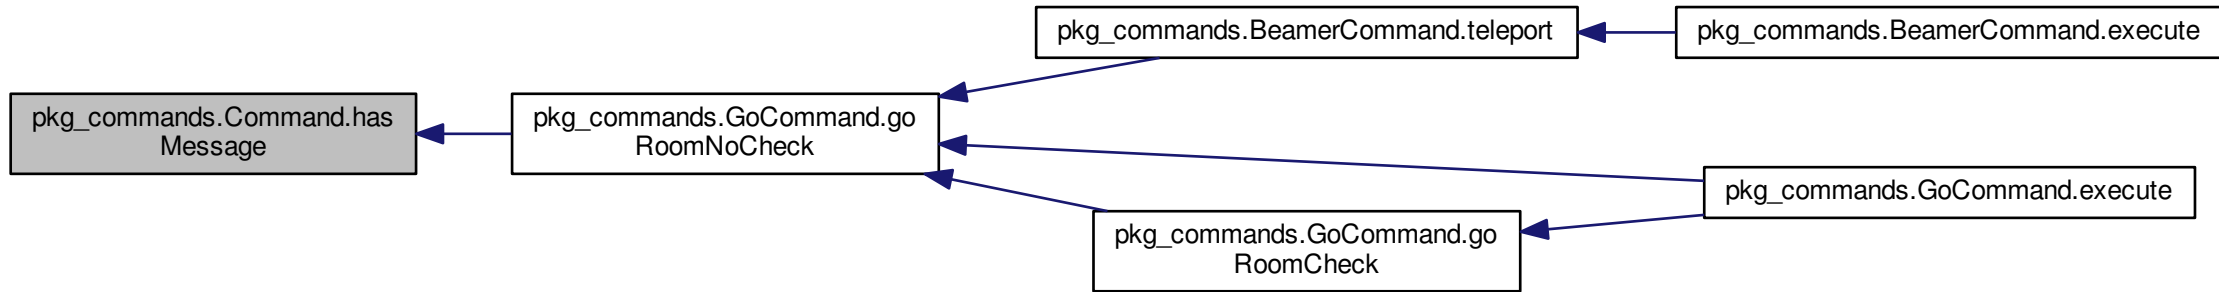 pkg_commands.Command.has
Message
pkg_commands.GoCommand.go
RoomNoCheck
pkg_commands.BeamerCommand.teleport
pkg_commands.BeamerCommand.execute
pkg_commands.GoCommand.execute
pkg_commands.GoCommand.go
RoomCheck